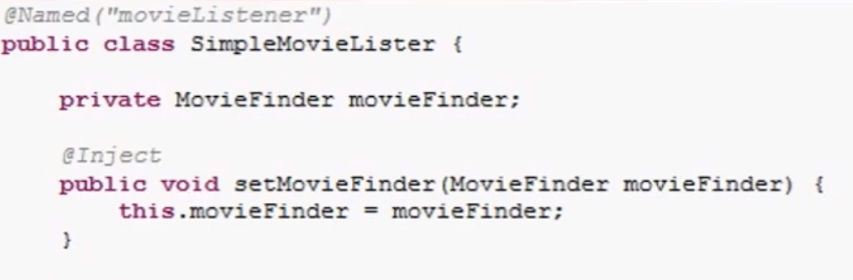 @Named("movieListener")
public class SimpleMovieLister {
private MovieFinder movieFinder;
@Inject
public void setMovieFinder(MovieFinder movieFinder) {
this.movieFinder = movieFinder;
}